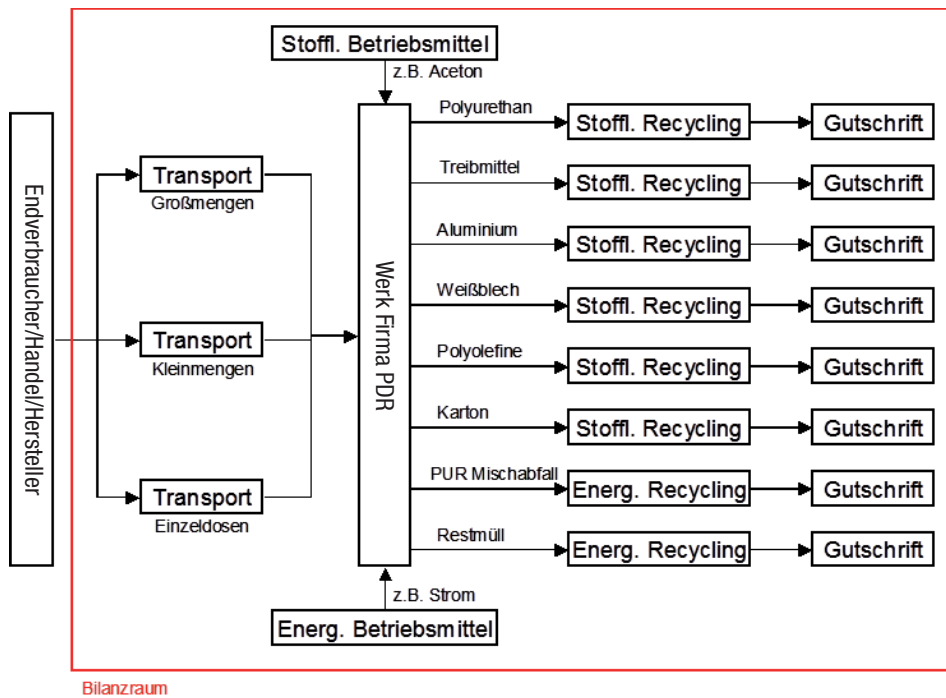 Stoffl. Betriebsmittel
z.B. Aceton
Endverbraucher/Handel/Hersteller
Transport
Großmengen
Transport
Kleinmengen
Transport
Einzeldosen
Werk Firma PDR
Polyurethan
Stoffl. Recycling
Gutschrift
Treibmittel
Stoffl. Recycling
Gutschrift
Aluminium
Stoffl. Recycling
Gutschrift
Weißblech
Stoffl. Recycling
Gutschrift
Polyolefine
Stoffl. Recycling
Gutschrift
Karton
Stoffl. Recycling
Gutschrift
PUR Mischabfall
Energ. Recycling
Gutschrift
Restmüll
Energ. Recycling
Gutschrift
z.B. Strom
Energ. Betriebsmittel
Bilanzraum